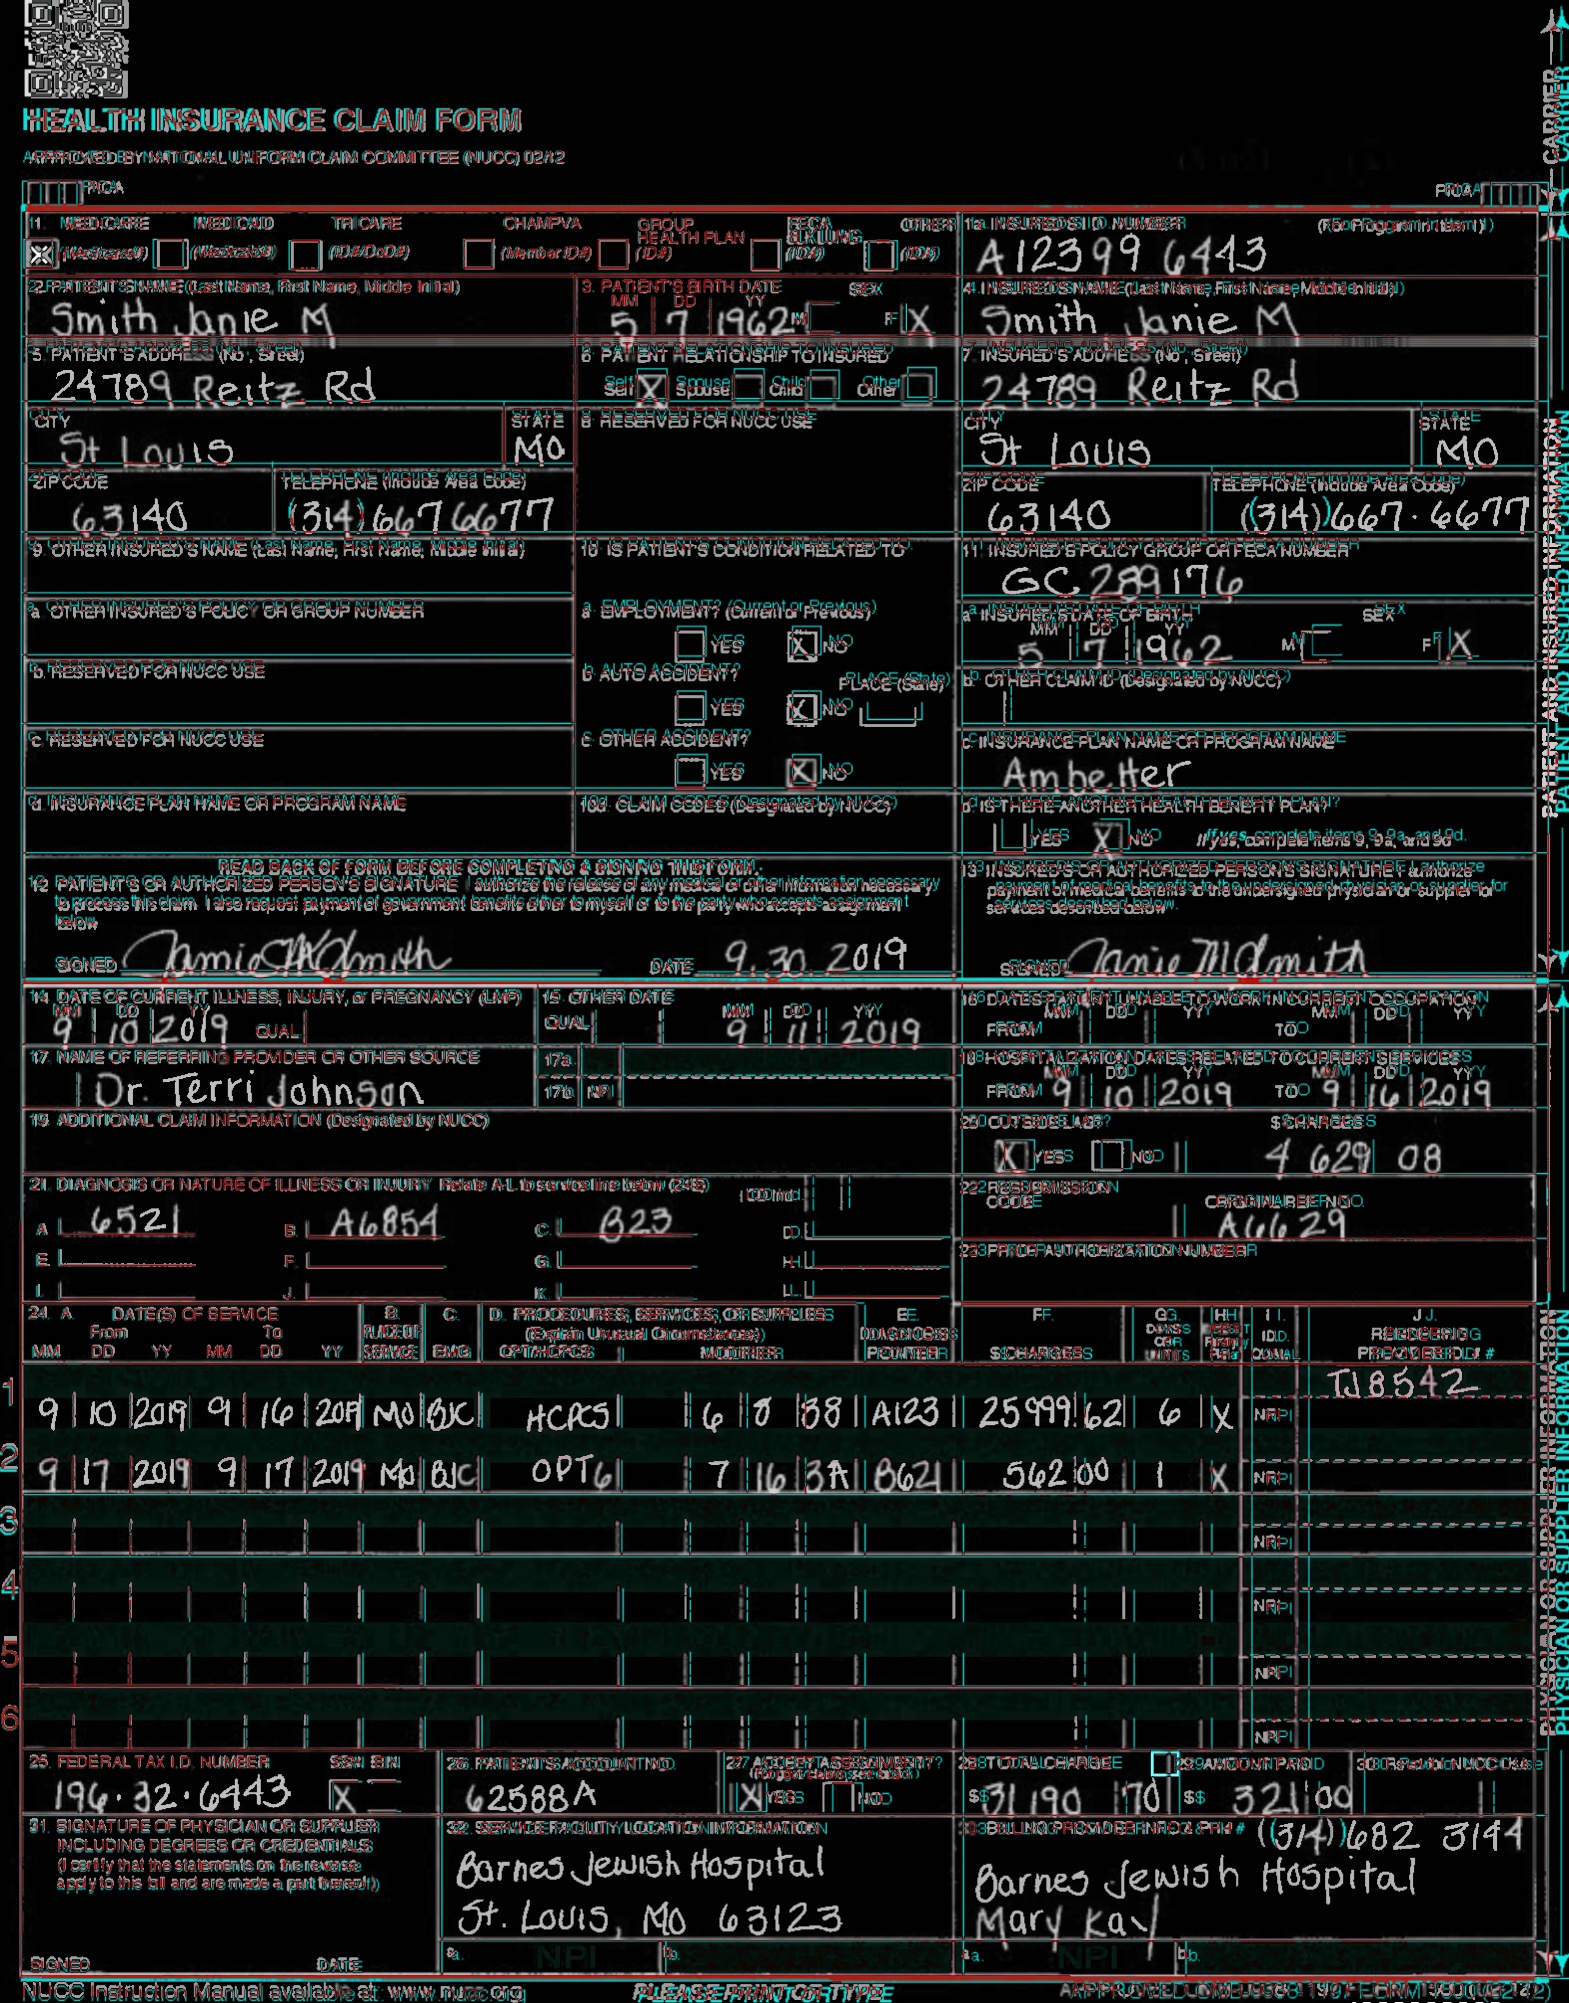 HEALTH INSURANCE CLAIM FORM
APPROVED BY NATIONAL UNIFORM CLAIM COMMITTEE (NUCC) 02/12
PICA
PICA
CARRIER
1. MEDICARE MEDICAID TRICARE CHAMPVA GROUP HEALTH PLAN FECA BLK LUNG OTHER
X (Medicare#) (Medicaid#) (ID#/DoD#) (Member ID#) (ID#) (ID#) (ID#)
1a. INSURED'S I.D. NUMBER (For Program in Item 1)
A12399 6443
2. PATIENT'S NAME (Last Name, First Name, Middle Initial)
Smith Janie M
3. PATIENT'S BIRTH DATE SEX
MM DD YY
5 7 1962 M F X
4. INSURED'S NAME (Last Name, First Name, Middle Initial)
Smith Janie M
5. PATIENT'S ADDRESS (No., Street)
24789 Reitz Rd
6. PATIENT RELATIONSHIP TO INSURED
Self X Spouse Child Other
7. INSURED'S ADDRESS (No., Street)
24789 Reitz Rd
CITY STATE
St Louis MO
8. RESERVED FOR NUCC USE
CITY STATE
St Louis MO
ZIP CODE TELEPHONE (Include Area Code)
63140 (314) 667 6677
ZIP CODE TELEPHONE (Include Area Code)
63140 (314) 667.6677
9. OTHER INSURED'S NAME (Last Name, First Name, Middle Initial)
10. IS PATIENT'S CONDITION RELATED TO:
11. INSURED'S POLICY GROUP OR FECA NUMBER
GC 289176
a. OTHER INSURED'S POLICY OR GROUP NUMBER
a. EMPLOYMENT? (Current or Previous)
YES X NO
a. INSURED'S DATE OF BIRTH SEX
MM DD YY
5 7 1962 M F X
b. RESERVED FOR NUCC USE
b. AUTO ACCIDENT? PLACE (State)
YES X NO
b. OTHER CLAIM ID (Designated by NUCC)
c. RESERVED FOR NUCC USE
c. OTHER ACCIDENT?
YES X NO
c. INSURANCE PLAN NAME OR PROGRAM NAME
Ambetter
d. INSURANCE PLAN NAME OR PROGRAM NAME
10d. CLAIM CODES (Designated by NUCC)
d. IS THERE ANOTHER HEALTH BENEFIT PLAN?
YES X NO If yes, complete items 9, 9a, and 9d.
READ BACK OF FORM BEFORE COMPLETING & SIGNING THIS FORM.
12. PATIENT'S OR AUTHORIZED PERSON'S SIGNATURE I authorize the release of any medical or other information necessary
to process this claim. I also request payment of government benefits either to myself or to the party who accepts assignment
below.
SIGNED Janie M Smith DATE 9.30.2019
13. INSURED'S OR AUTHORIZED PERSON'S SIGNATURE I authorize
payment of medical benefits to the undersigned physician or supplier for
services described below.
SIGNED Janie M Smith
PATIENT AND INSURED INFORMATION
14. DATE OF CURRENT ILLNESS, INJURY, or PREGNANCY (LMP)
MM DD YY
9 10 2019 QUAL.
15. OTHER DATE
QUAL. MM DD YY
9 11 2019
16. DATES PATIENT UNABLE TO WORK IN CURRENT OCCUPATION
MM DD YY MM DD YY
FROM TO
17. NAME OF REFERRING PROVIDER OR OTHER SOURCE
Dr. Terri Johnson
17a.
17b. NPI
18. HOSPITALIZATION DATES RELATED TO CURRENT SERVICES
MM DD YY MM DD YY
FROM 9 10 2019 TO 9 16 2019
19. ADDITIONAL CLAIM INFORMATION (Designated by NUCC)
20. OUTSIDE LAB? $ CHARGES
X YES NO 4 629 08
21. DIAGNOSIS OR NATURE OF ILLNESS OR INJURY Relate A-L to service line below (24E) ICD Ind.
A. 6521 B. A6854 C. B23 D.
E. F. G. H.
I. J. K. L.
22. RESUBMISSION CODE ORIGINAL REF. NO.
A6629
23. PRIOR AUTHORIZATION NUMBER
24. A. DATE(S) OF SERVICE B. C. D. PROCEDURES, SERVICES, OR SUPPLIES E. F. G. H. I. J.
From To PLACE OF (Explain Unusual Circumstances) DIAGNOSIS DAYS OR UNITS EPSDT Family Plan ID. RENDERING
MM DD YY MM DD YY SERVICE EMG CPT/HCPCS MODIFIER POINTER $ CHARGES QUAL. PROVIDER ID. #
TJ8542
1 9 10 2019 9 16 2019 MO BJC HCPCS 6 8 38 A123 25999 62 6 X NPI
2 9 17 2019 9 17 2019 MO BJC OPT6 7 16 3A B621 562 00 1 X NPI
3 NPI
4 NPI
5 NPI
6 NPI
25. FEDERAL TAX I.D. NUMBER SSN EIN
196.32.6443 X
26. PATIENT'S ACCOUNT NO.
62588A
27. ACCEPT ASSIGNMENT?
(For govt. claims, see back)
X YES NO
28. TOTAL CHARGE
$ 31190 70
29. AMOUNT PAID
$ 321 00
30. Rsvd for NUCC Use
31. SIGNATURE OF PHYSICIAN OR SUPPLIER
INCLUDING DEGREES OR CREDENTIALS
(I certify that the statements on the reverse
apply to this bill and are made a part thereof.)
SIGNED DATE
32. SERVICE FACILITY LOCATION INFORMATION
Barnes Jewish Hospital
St. Louis, MO 63123
a. NPI b.
33. BILLING PROVIDER INFO & PH # (314) 682 3144
Barnes Jewish Hospital
Mary Kay
a. NPI b.
PHYSICIAN OR SUPPLIER INFORMATION
NUCC Instruction Manual available at: www.nucc.org
PLEASE PRINT OR TYPE